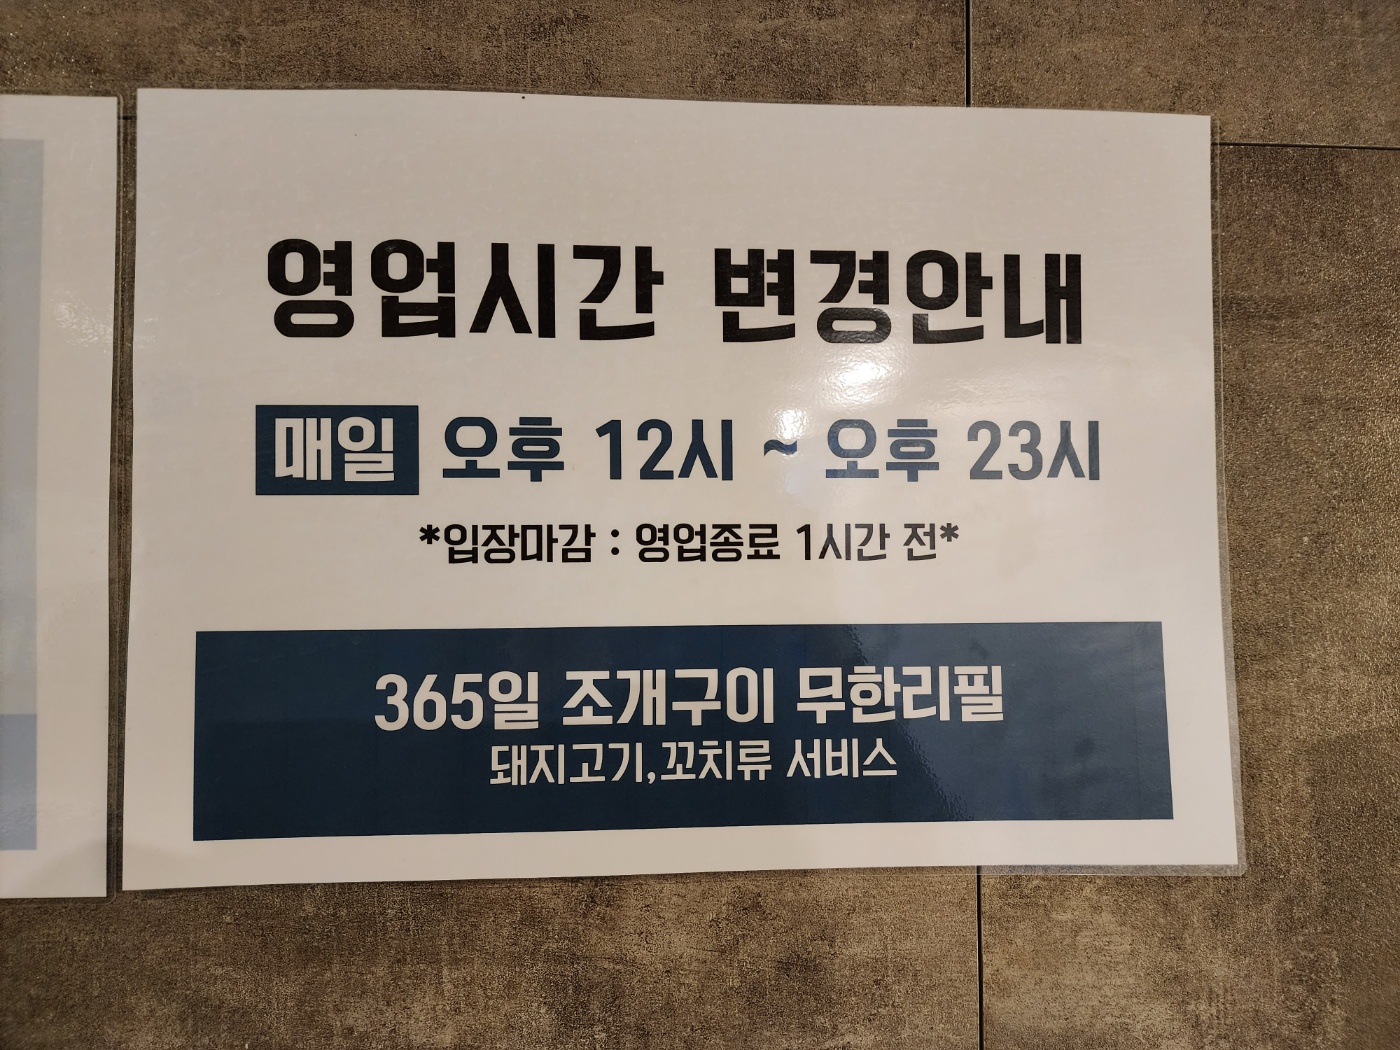 영업시간 변경안내
매일 오후 12시 ~ 오후 23시
*입장마감 : 영업종료 1시간 전*
365일 조개구이 무한리필
돼지고기,꼬치류 서비스